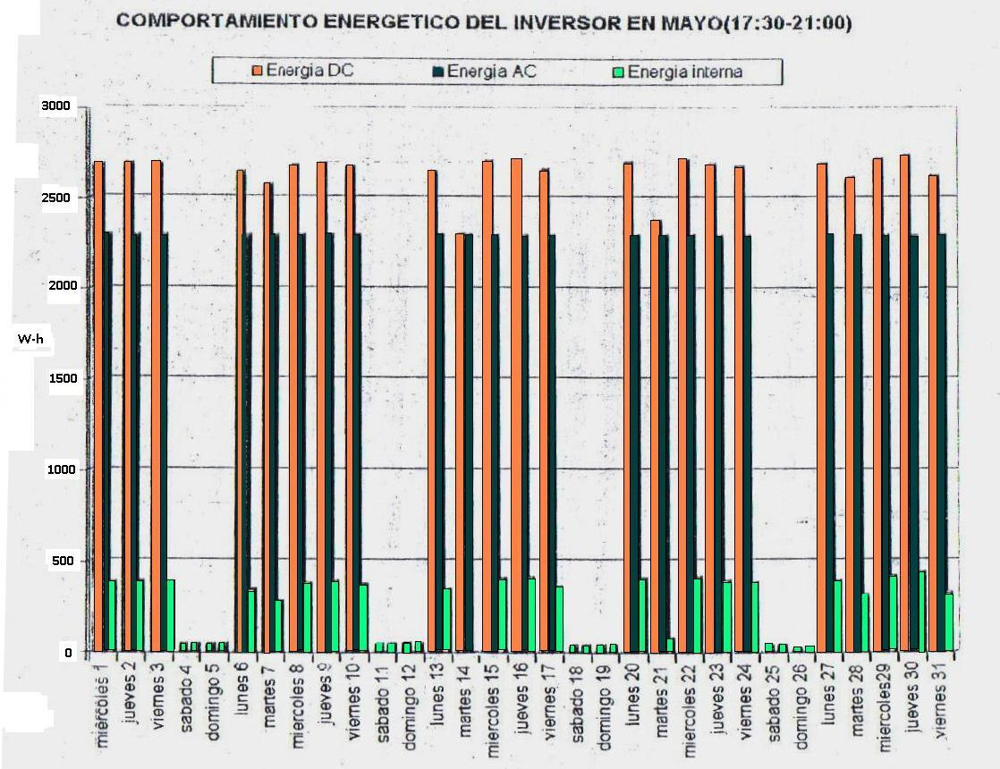 COMPORTAMIENTO ENERGETICO DEL INVERSOR EN MAYO(17:30-21:00)
Energia DC
Energia AC
Energia interna
3000
2500
2000
W-h
1500
1000
500
0
miercoles 1
jueves 2
viernes 3
sabado 4
domingo 5
lunes 6
martes 7
miercoles 8
jueves 9
viernes 10
sabado 11
domingo 12
lunes 13
martes 14
miercoles 15
jueves 16
viernes 17
sabado 18
domingo 19
lunes 20
martes 21
miercoles 22
jueves 23
viernes 24
sabado 25
domingo 26
lunes 27
martes 28
miercoles29
jueves 30
viernes 31